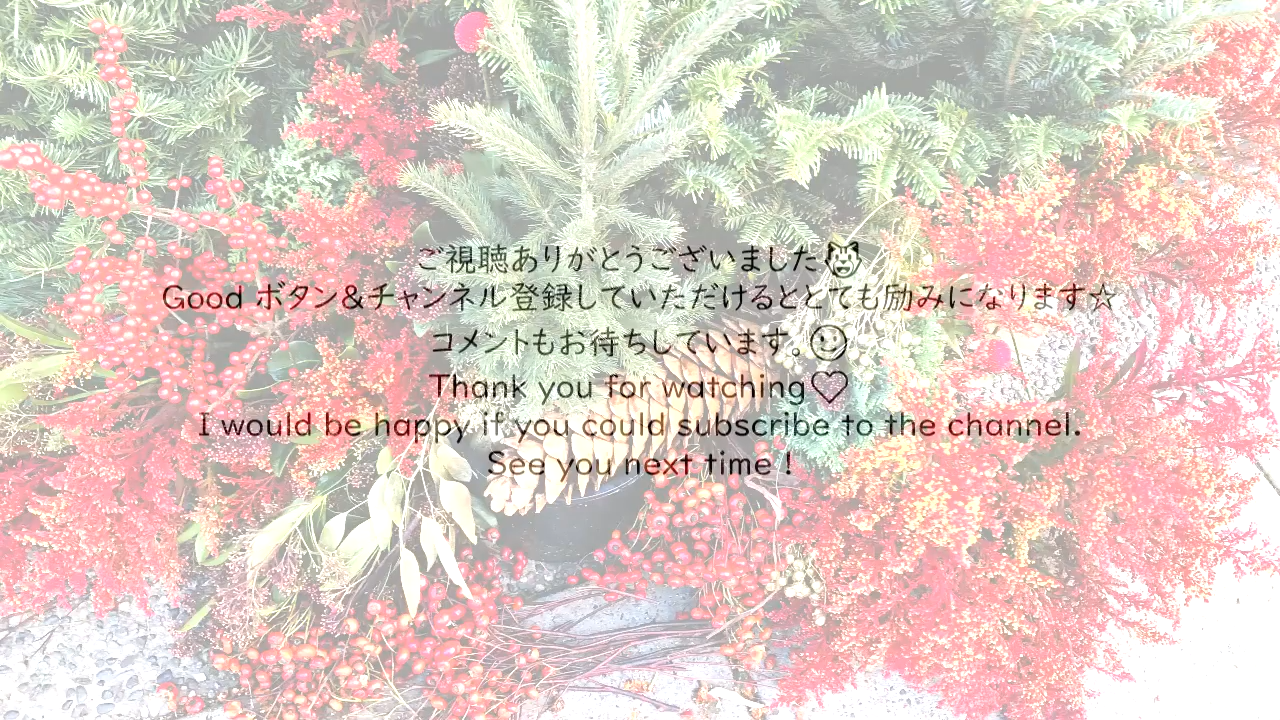 ご視聴ありがとうございました😺
Good ボタン&チャンネル登録していただけるととても励みになります☆
コメントもお待ちしています。☺
Thank you for watching♡
I would be happy if you could subscribe to the channel.
See you next time !